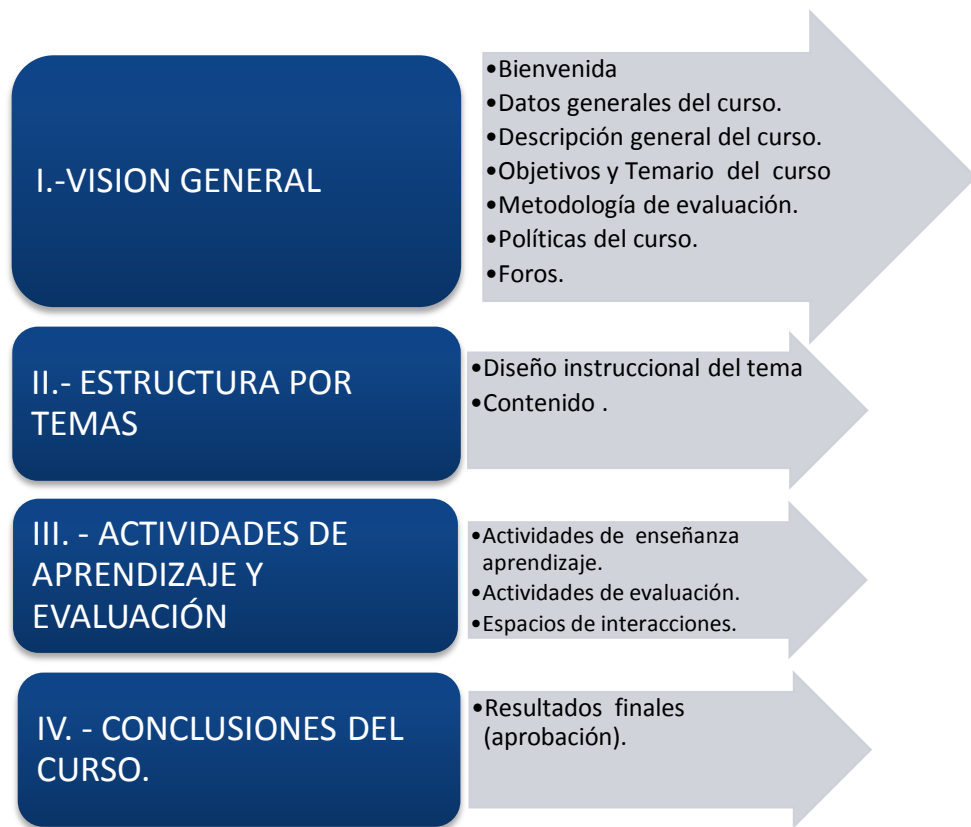 I.-VISION GENERAL
•Bienvenida
•Datos generales del curso.
•Descripción general del curso.
•Objetivos y Temario del curso
•Metodología de evaluación.
•Políticas del curso.
•Foros.
II.- ESTRUCTURA POR
TEMAS
•Diseño instruccional del tema
•Contenido .
III. - ACTIVIDADES DE
APRENDIZAJE Y
EVALUACIÓN
•Actividades de enseñanza
aprendizaje.
•Actividades de evaluación.
•Espacios de interacciones.
IV. - CONCLUSIONES DEL
CURSO.
•Resultados finales
(aprobación).